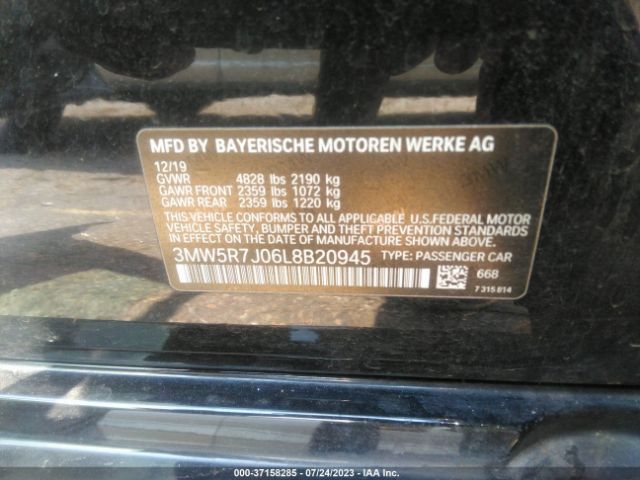 MFD BY BAYERISCHE MOTOREN WERKE AG
12/19
GVWR 4828 lbs 2190 kg
GAWR FRONT 2359 lbs 1072 kg
GAWR REAR 2359 lbs 1220 kg
THIS VEHICLE CONFORMS TO ALL APPLICABLE U.S.FEDERAL MOTOR
VEHICLE SAFETY, BUMPER AND THEFT PREVENTION STANDARDS
IN EFFECT ON THE DATE OF MANUFACTURE SHOWN ABOVE.
3MW5R7J06L8B20945 TYPE: PASSENGER CAR
668
7 315 814
000-37158285 - 07/24/2023 - IAA Inc.